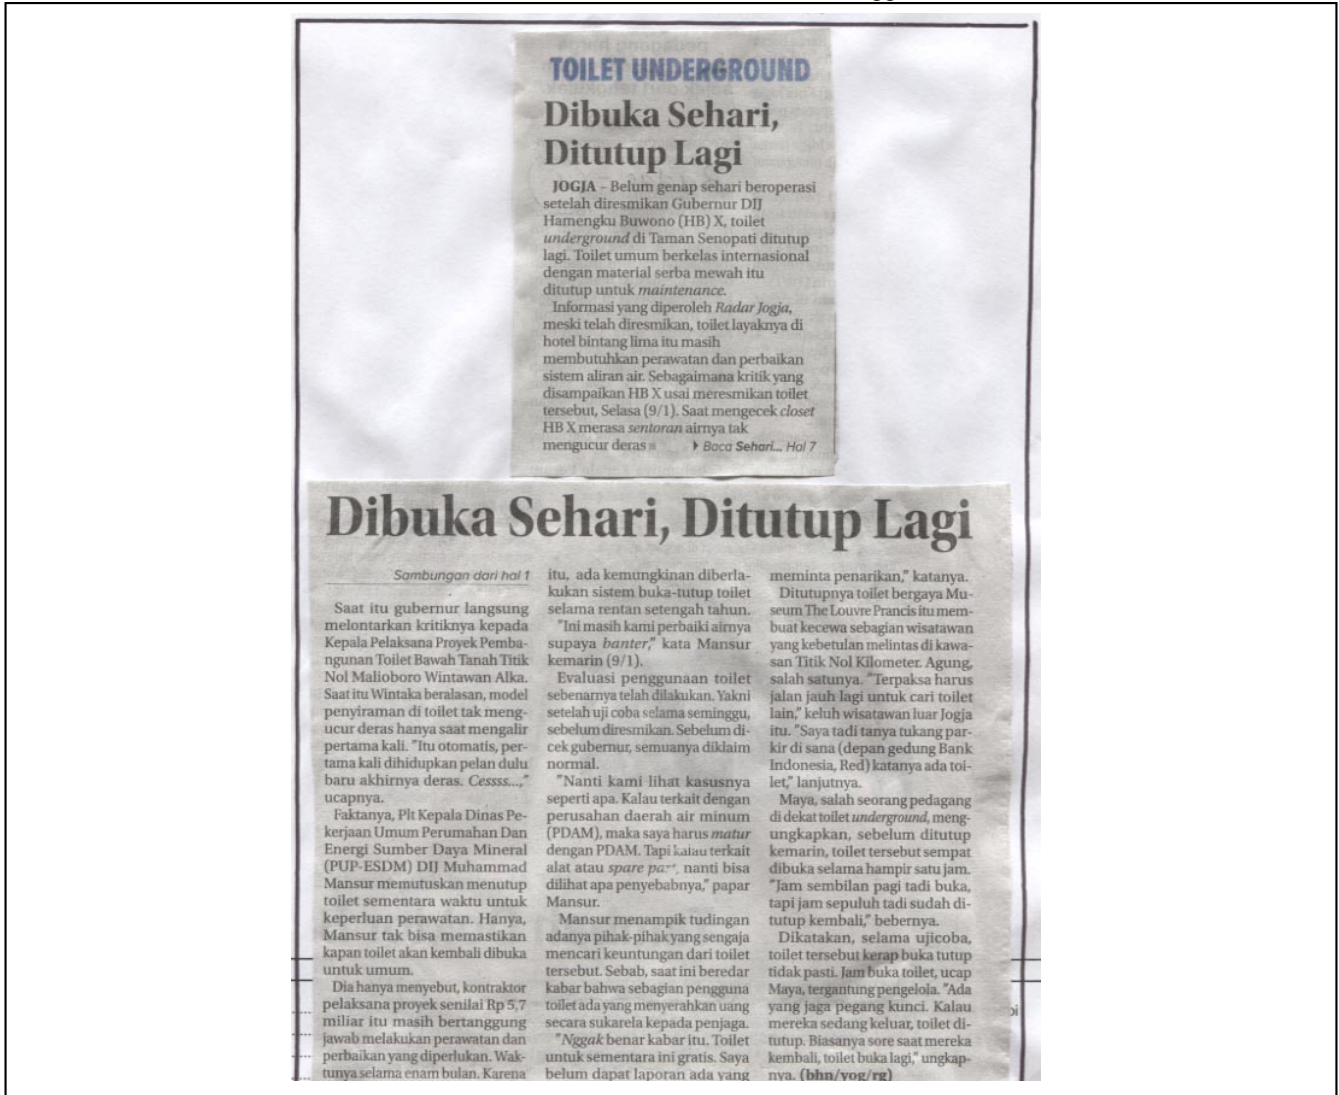 TOILET UNDERGROUND
Dibuka Sehari,
Ditutup Lagi
JOGJA – Belum genap sehari beroperasi
setelah diresmikan Gubernur DIJ
Hamengku Buwono (HB) X, toilet
underground di Taman Senopati ditutup
lagi. Toilet umum berkelas internasional
dengan material serba mewah itu
ditutup untuk maintenance.
Informasi yang diperoleh Radar Jogja,
meski telah diresmikan, toilet layaknya di
hotel bintang lima itu masih
membutuhkan perawatan dan perbaikan
sistem aliran air. Sebagaimana kritik yang
disampaikan HB X usai meresmikan toilet
tersebut, Selasa (9/1). Saat mengecek closet
HB X merasa sentoran airnya tak
mengucur deras
Baca Sehari... Hal 7
Dibuka Sehari, Ditutup Lagi
Sambungan dari hal 1
Saat itu gubernur langsung
melontarkan kritiknya kepada
Kepala Pelaksana Proyek Pemba-
ngunan Toilet Bawah Tanah Titik
Nol Malioboro Wintawan Alka.
Saat itu Wintaka beralasan, model
penyiraman di toilet tak meng-
ucur deras hanya saat mengalir
pertama kali. "Itu otomatis, per-
tama kali dihidupkan pelan dulu
baru akhirnya deras. Cessss...,"
ucapnya.
Faktanya, Plt Kepala Dinas Pe-
kerjaan Umum Perumahan Dan
Energi Sumber Daya Mineral
(PUP-ESDM) DIJ Muhammad
Mansur memutuskan menutup
toilet sementara waktu untuk
keperluan perawatan. Hanya,
Mansur tak bisa memastikan
kapan toilet akan kembali dibuka
untuk umum.
Dia hanya menyebut, kontraktor
pelaksana proyek senilai Rp 5,7
miliar itu masih bertanggung
jawab melakukan perawatan dan
perbaikan yang diperlukan. Wak-
tunya selama enam bulan. Karena
itu, ada kemungkinan diberla-
kukan sistem buka-tutup toilet
selama rentan setengah tahun.
"Ini masih kami perbaiki airnya
supaya banter," kata Mansur
kemarin (9/1).
Evaluasi penggunaan toilet
sebenarnya telah dilakukan. Yakni
setelah uji coba selama seminggu,
sebelum diresmikan. Sebelum di-
cek gubernur, semuanya diklaim
normal.
"Nanti kami lihat kasusnya
seperti apa. Kalau terkait dengan
perusahan daerah air minum
(PDAM), maka saya harus matur
dengan PDAM. Tapi kalau terkait
alat atau spare part, nanti bisa
dilihat apa penyebabnya," papar
Mansur.
Mansur menampik tudingan
adanya pihak-pihak yang sengaja
mencari keuntungan dari toilet
tersebut. Sebab, saat ini beredar
kabar bahwa sebagian pengguna
toilet ada yang menyerahkan uang
secara sukarela kepada penjaga.
"Nggak benar kabar itu. Toilet
untuk sementara ini gratis. Saya
belum dapat laporan ada yang
meminta penarikan," katanya.
Ditutupnya toilet bergaya Mu-
seum The Louvre Prancis itu mem-
buat kecewa sebagian wisatawan
yang kebetulan melintas di kawa-
san Titik Nol Kilometer. Agung,
salah satunya. "Terpaksa harus
jalan jauh lagi untuk cari toilet
lain," keluh wisatawan luar Jogja
itu. "Saya tadi tanya tukang par-
kir di sana (depan gedung Bank
Indonesia, Red) katanya ada toi-
let," lanjutnya.
Maya, salah seorang pedagang
di dekat toilet underground, meng-
ungkapkan, sebelum ditutup
kemarin, toilet tersebut sempat
dibuka selama hampir satu jam.
"Jam sembilan pagi tadi buka,
tapi jam sepuluh tadi sudah di-
tutup kembali," bebernya.
Dikatakan, selama ujicoba,
toilet tersebut kerap buka tutup
tidak pasti. Jam buka toilet, ucap
Maya, tergantung pengelola. "Ada
yang jaga pegang kunci. Kalau
mereka sedang keluar, toilet di-
tutup. Biasanya sore saat mereka
kembali, toilet buka lagi," ungkap-
nya. (bhn/yog/rg)